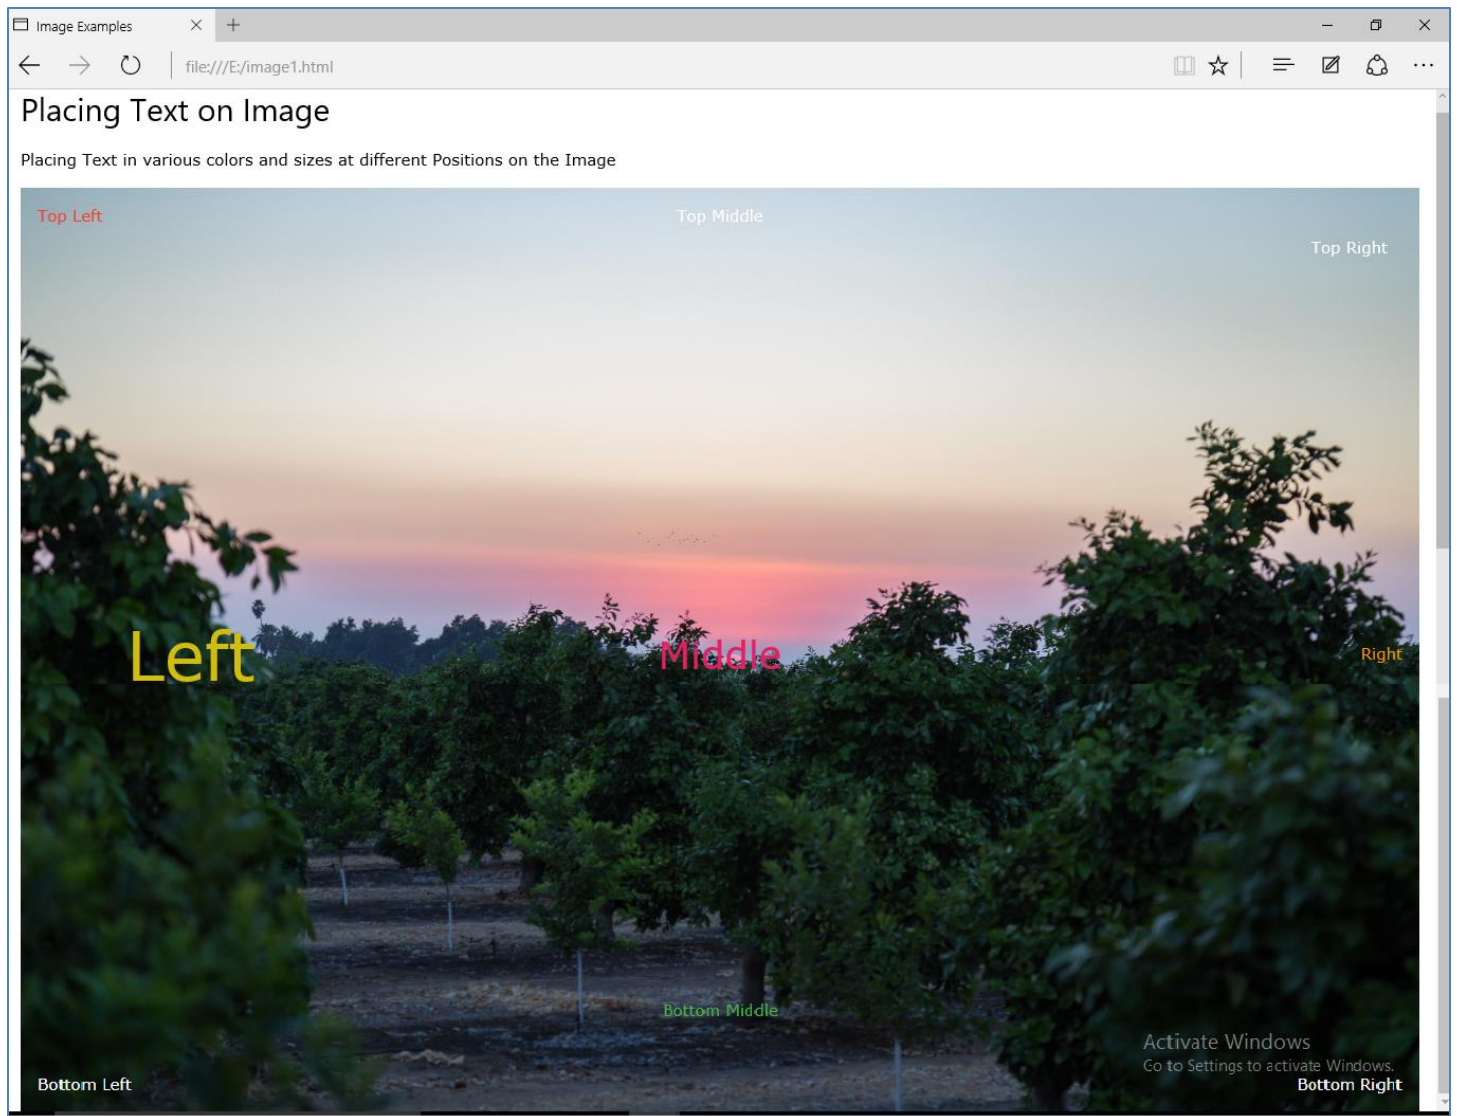 Image Examples
file:///E:/image1.html
Placing Text on Image
Placing Text in various colors and sizes at different Positions on the Image
Top Left
Top Middle
Top Right
Left
Middle
Right
Bottom Middle
Activate Windows
Go to Settings to activate Windows.
Bottom Left
Bottom Right